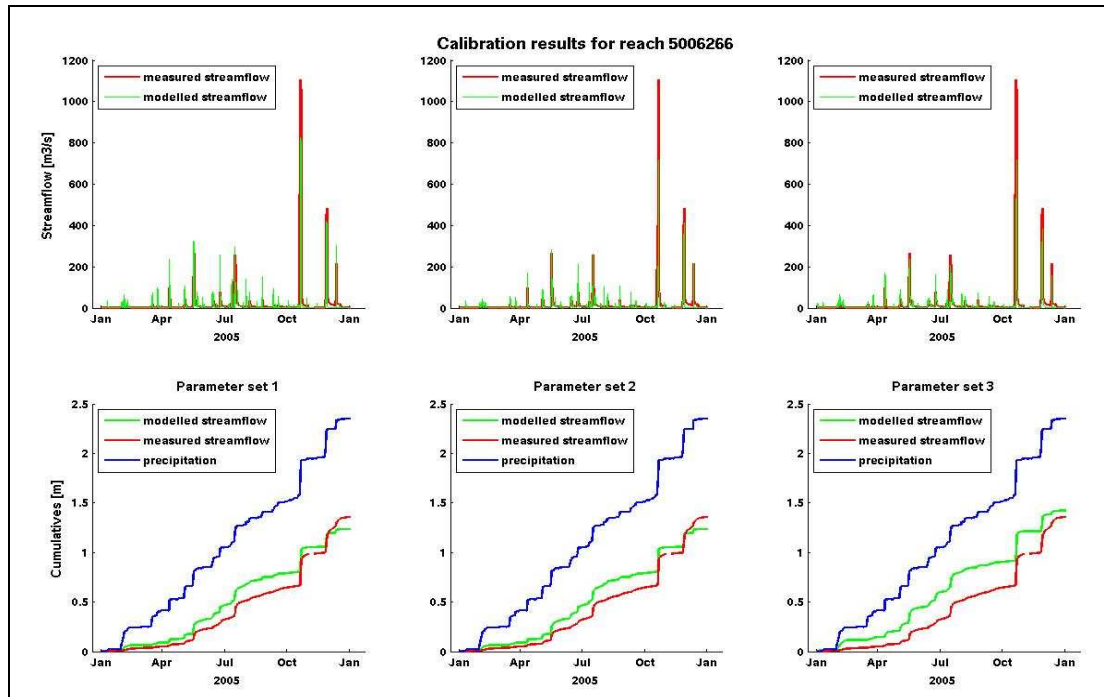 Calibration results for reach 5006266
Streamflow [m3/s]
1200
1000
800
600
400
200
0
measured streamflow
modelled streamflow
Jan Apr Jul Oct Jan
2005
1200
1000
800
600
400
200
0
measured streamflow
modelled streamflow
Jan Apr Jul Oct Jan
2005
1200
1000
800
600
400
200
0
measured streamflow
modelled streamflow
Jan Apr Jul Oct Jan
2005
Parameter set 1
Cumulatives [m]
2.5
2
1.5
1
0.5
0
modelled streamflow
measured streamflow
precipitation
Jan Apr Jul Oct Jan
2005
Parameter set 2
2.5
2
1.5
1
0.5
0
modelled streamflow
measured streamflow
precipitation
Jan Apr Jul Oct Jan
2005
Parameter set 3
2.5
2
1.5
1
0.5
0
modelled streamflow
measured streamflow
precipitation
Jan Apr Jul Oct Jan
2005